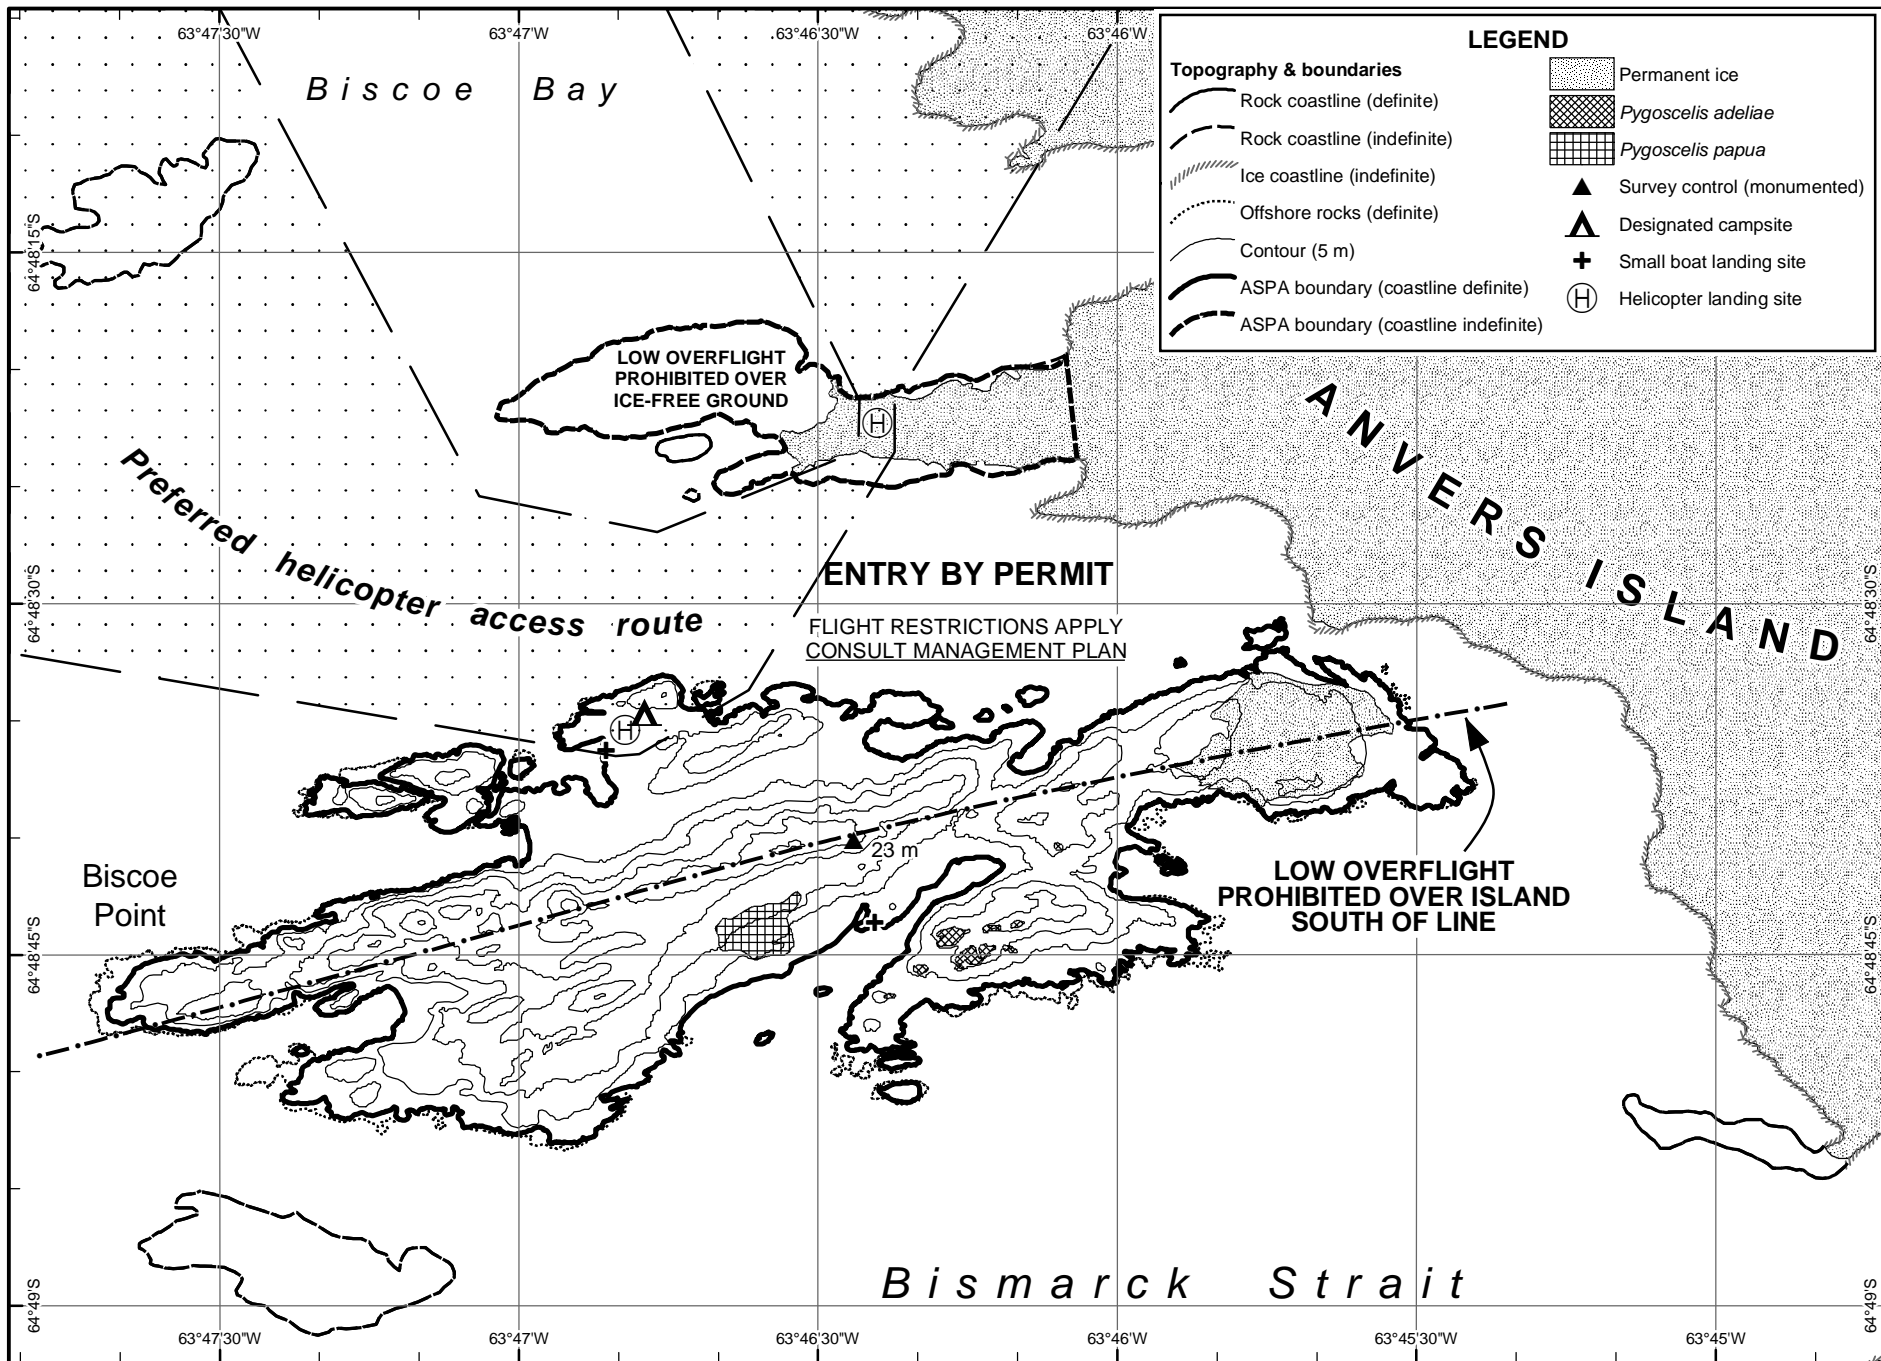 63°47'30"W
63°47'W
63°46'30"W
63°46'W
Biscoe Bay
LEGEND
Topography & boundaries
Rock coastline (definite)
Rock coastline (indefinite)
Ice coastline (indefinite)
Offshore rocks (definite)
Contour (5 m)
ASPA boundary (coastline definite)
ASPA boundary (coastline indefinite)
Permanent ice
Pygoscelis adeliae
Pygoscelis papua
Survey control (monumented)
Designated campsite
Small boat landing site
H Helicopter landing site
64°48'15"S
LOW OVERFLIGHT
PROHIBITED OVER
ICE-FREE GROUND
H
ANVERS ISLAND
Preferred helicopter access route
ENTRY BY PERMIT
64°48'30"S
64°48'30"S
FLIGHT RESTRICTIONS APPLY
CONSULT MANAGEMENT PLAN
H
23 m
Biscoe
Point
LOW OVERFLIGHT
PROHIBITED OVER ISLAND
SOUTH OF LINE
64°48'45"S
64°48'45"S
Bismarck Strait
64°49'S
64°49'S
63°47'30"W
63°47'W
63°46'30"W
63°46'W
63°45'30"W
63°45'W